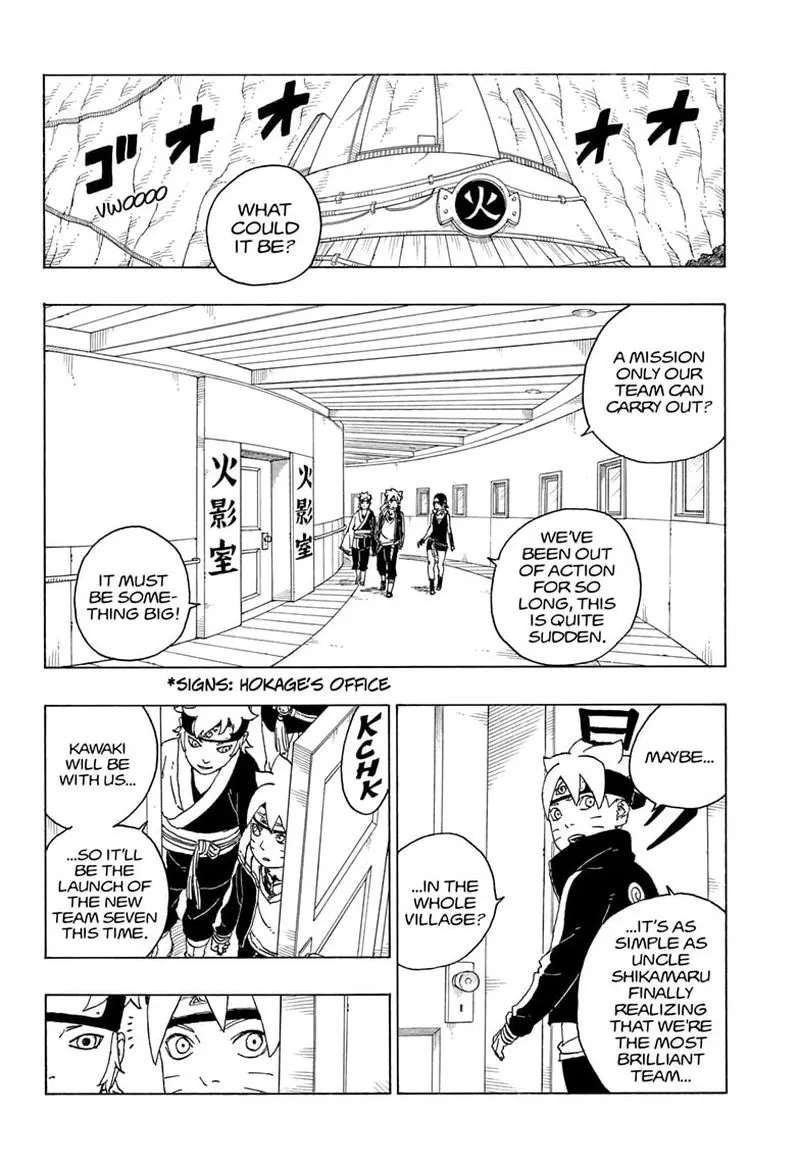 ゴオオオオ
VWOOOO
WHAT
COULD
IT BE?
火
A MISSION
ONLY OUR
TEAM CAN
CARRY OUT?
WE'VE
BEEN OUT
OF ACTION
FOR SO
LONG, THIS
IS QUITE
SUDDEN.
火影室
火影室
IT MUST
BE SOME-
THING BIG!
*SIGNS: HOKAGE'S OFFICE
MAYBE...
...IT'S AS
SIMPLE AS
UNCLE
SHIKAMARU
FINALLY
REALIZING
THAT WE'RE
THE MOST
BRILLIANT
TEAM...
...IN THE
WHOLE
VILLAGE?
KCHK
KAWAKI
WILL BE
WITH US...
...SO IT'LL
BE THE
LAUNCH OF
THE NEW
TEAM SEVEN
THIS TIME.